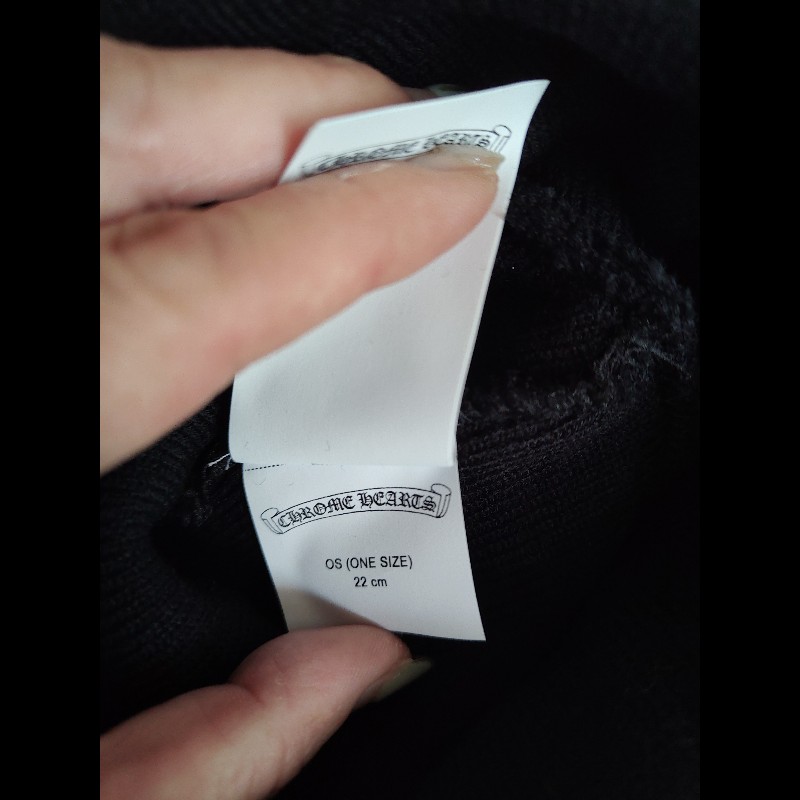 CHROME HEARTS
CHROME HEARTS
OS (ONE SIZE)
22 cm